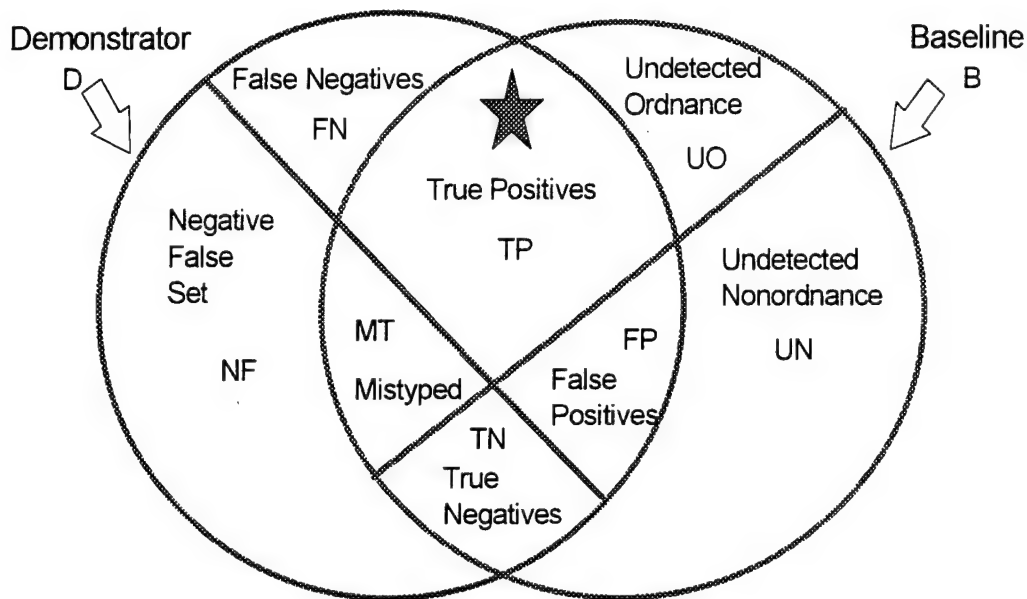 Demonstrator
D
Baseline
B
False Negatives
FN
Undetected
Ordnance
UO
True Positives
TP
Negative
False
Set
NF
Undetected
Nonordnance
UN
MT
Mistyped
FP
False
Positives
TN
True
Negatives